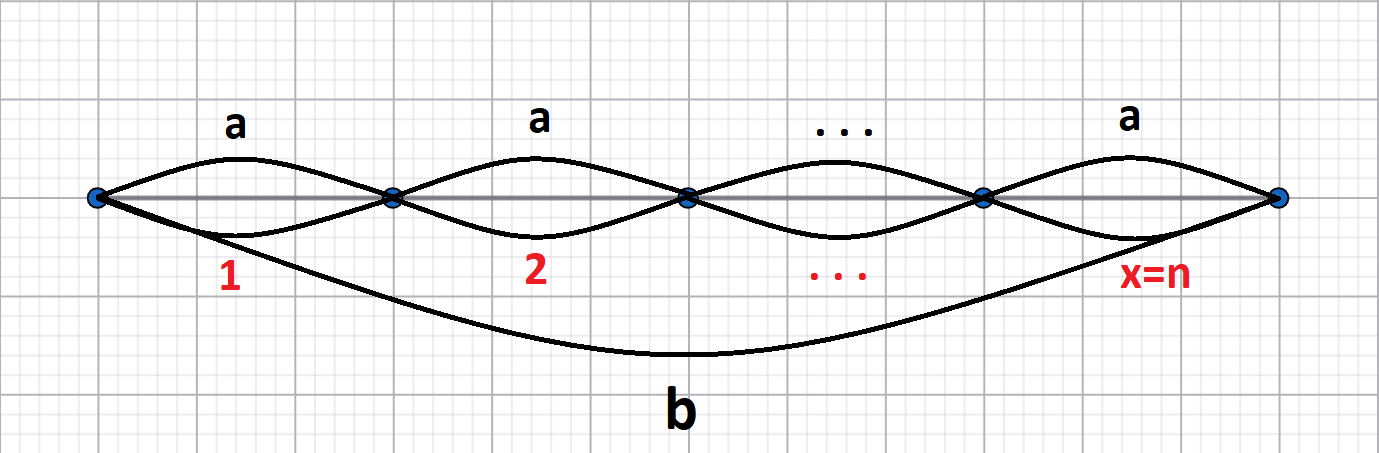 a a . . . a
1 2 . . . x=n
b